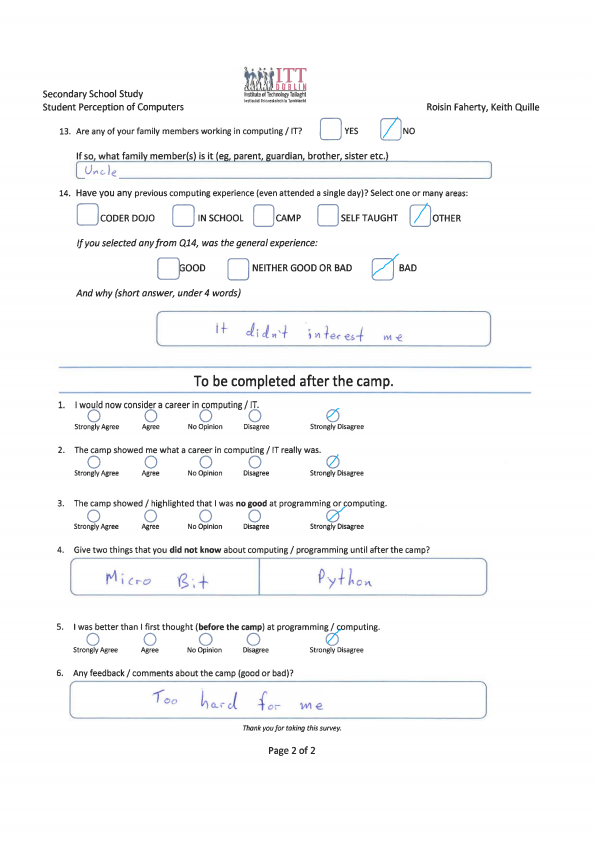 ITT
DUBLIN
Institute of Technology Tallaght
Secondary School Study
Student Perception of Computers
Roisin Faherty, Keith Quille
13. Are any of your family members working in computing / IT? YES NO
If so, what family member(s) is it (eg, parent, guardian, brother, sister etc.)
Uncle
14. Have you any previous computing experience (even attended a single day)? Select one or many areas:
CODER DOJO IN SCHOOL CAMP SELF TAUGHT OTHER
If you selected any from Q14, was the general experience:
GOOD NEITHER GOOD OR BAD BAD
And why (short answer, under 4 words)
It didn't interest me
To be completed after the camp.
1. I would now consider a career in computing / IT.
Strongly Agree Agree No Opinion Disagree Strongly Disagree
2. The camp showed me what a career in computing / IT really was.
Strongly Agree Agree No Opinion Disagree Strongly Disagree
3. The camp showed / highlighted that I was no good at programming or computing.
Strongly Agree Agree No Opinion Disagree Strongly Disagree
4. Give two things that you did not know about computing / programming until after the camp?
Micro Bit Python
5. I was better than I first thought (before the camp) at programming / computing.
Strongly Agree Agree No Opinion Disagree Strongly Disagree
6. Any feedback / comments about the camp (good or bad)?
Too hard for me
Thank you for taking this survey.
Page 2 of 2